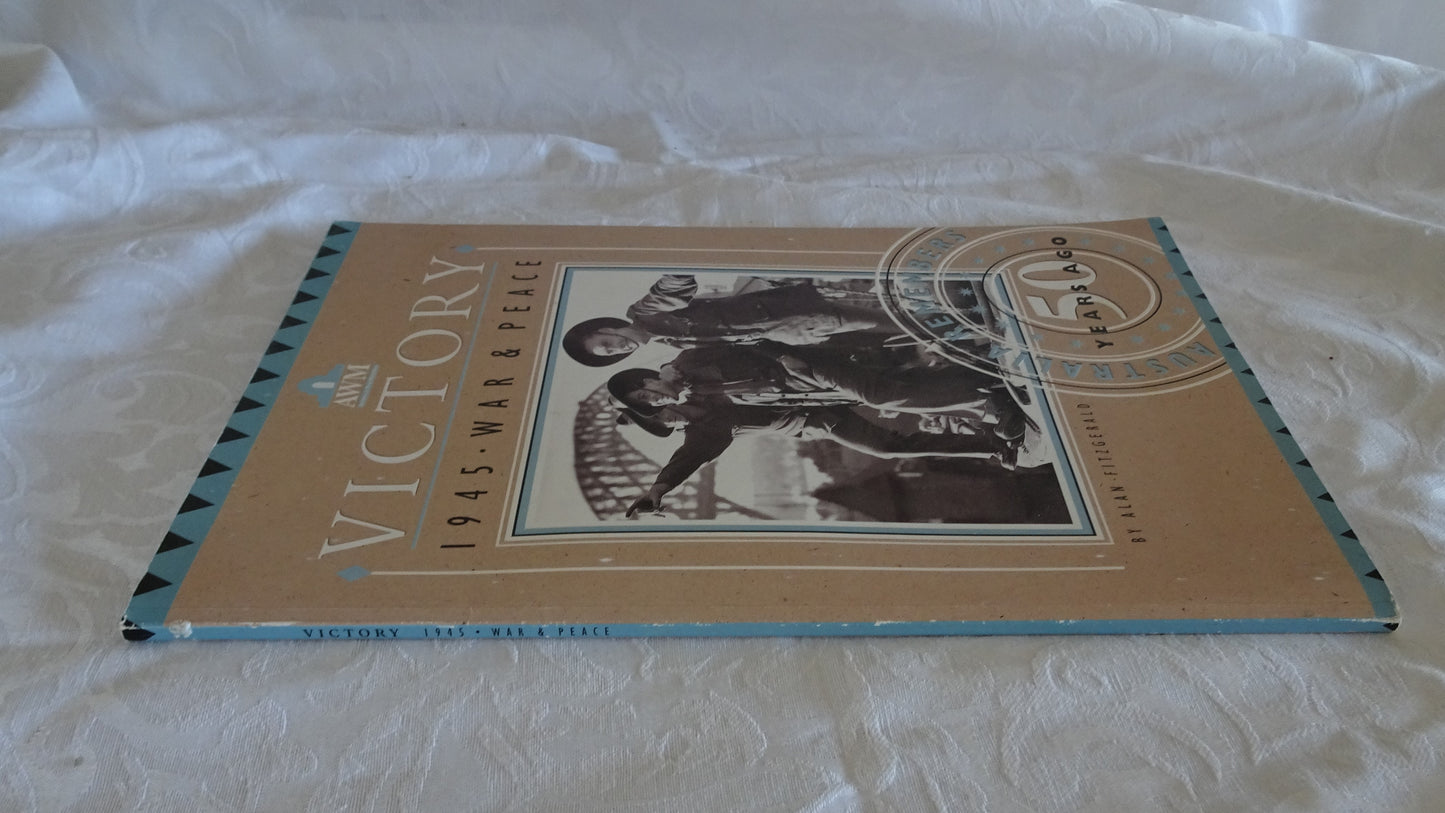 AWM
VICTORY
1945 · WAR & PEACE
AUSTRALIA REMEMBERS
50
YEARS AGO
BY ALAN · FITZGERALD
VICTORY 1945 · WAR & PEACE